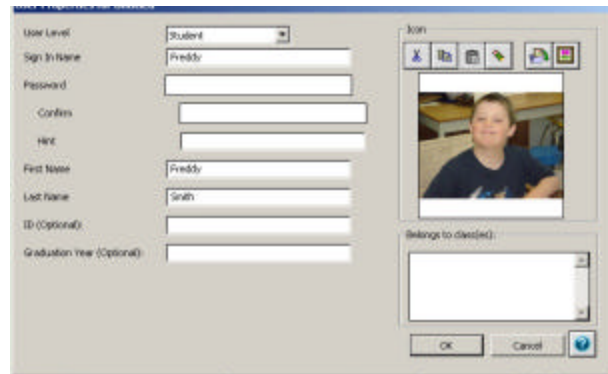 User Level
Student
Icon
Sign In Name
Freddy
Password
Confirm
Hint
First Name
Freddy
Last Name
Smith
ID (Optional):
Graduation Year (Optional):
Belongs to class(es):
OK
Cancel
?